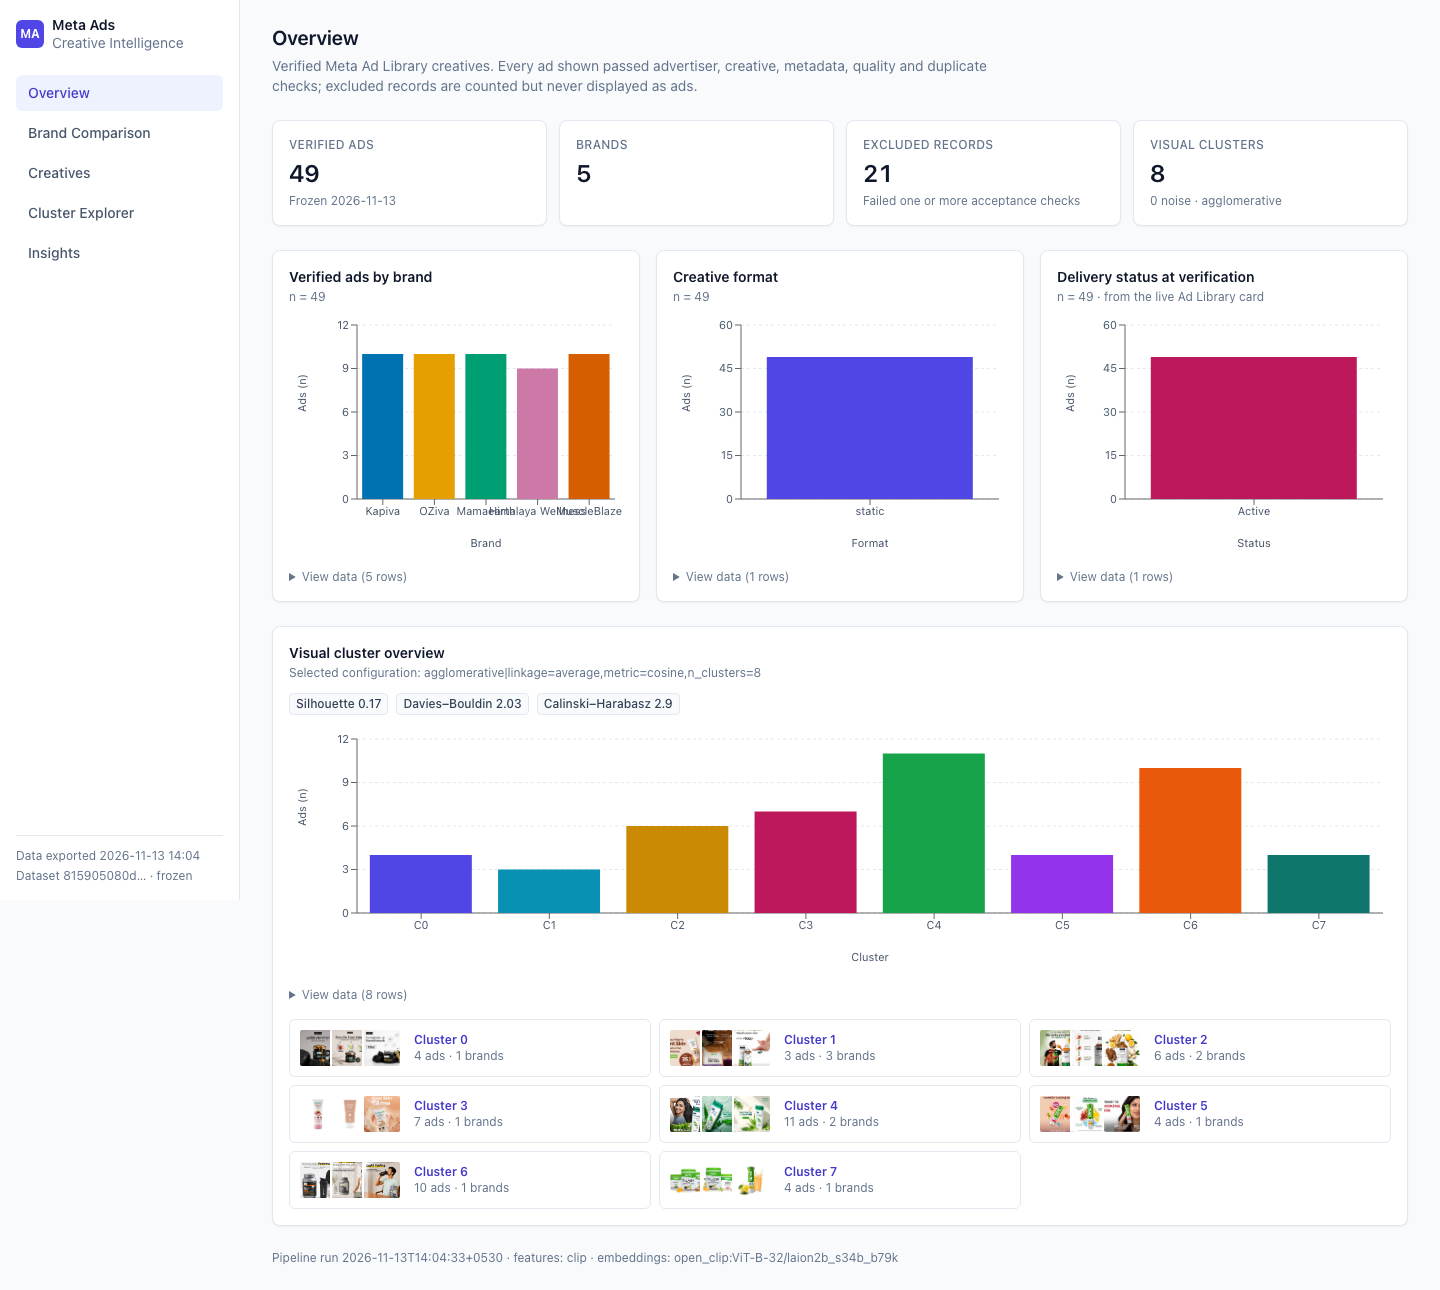 MA
Meta Ads
Creative Intelligence
Overview
Brand Comparison
Creatives
Cluster Explorer
Insights
Data exported 2026-11-13 14:04
Dataset 815905080d... · frozen
Overview
Verified Meta Ad Library creatives. Every ad shown passed advertiser, creative, metadata, quality and duplicate
checks; excluded records are counted but never displayed as ads.
VERIFIED ADS
49
Frozen 2026-11-13
BRANDS
5
EXCLUDED RECORDS
21
Failed one or more acceptance checks
VISUAL CLUSTERS
8
0 noise · agglomerative
Verified ads by brand
n = 49
12
9
6
3
0
Ads (n)
Kapiva
OZiva
Mamaearth
Himalaya Wellness
MuscleBlaze
Brand
▶ View data (5 rows)
Creative format
n = 49
60
45
30
15
0
Ads (n)
static
Format
▶ View data (1 rows)
Delivery status at verification
n = 49 · from the live Ad Library card
60
45
30
15
0
Ads (n)
Active
Status
▶ View data (1 rows)
Visual cluster overview
Selected configuration: agglomerative|linkage=average,metric=cosine,n_clusters=8
Silhouette 0.17
Davies–Bouldin 2.03
Calinski–Harabasz 2.9
12
9
6
3
0
Ads (n)
C0
C1
C2
C3
C4
C5
C6
C7
Cluster
▶ View data (8 rows)
Cluster 0
4 ads · 1 brands
Cluster 1
3 ads · 3 brands
Cluster 2
6 ads · 2 brands
Cluster 3
7 ads · 1 brands
Cluster 4
11 ads · 2 brands
Cluster 5
4 ads · 1 brands
Cluster 6
10 ads · 1 brands
Cluster 7
4 ads · 1 brands
Pipeline run 2026-11-13T14:04:33+0530 · features: clip · embeddings: open_clip:ViT-B-32/laion2b_s34b_b79k